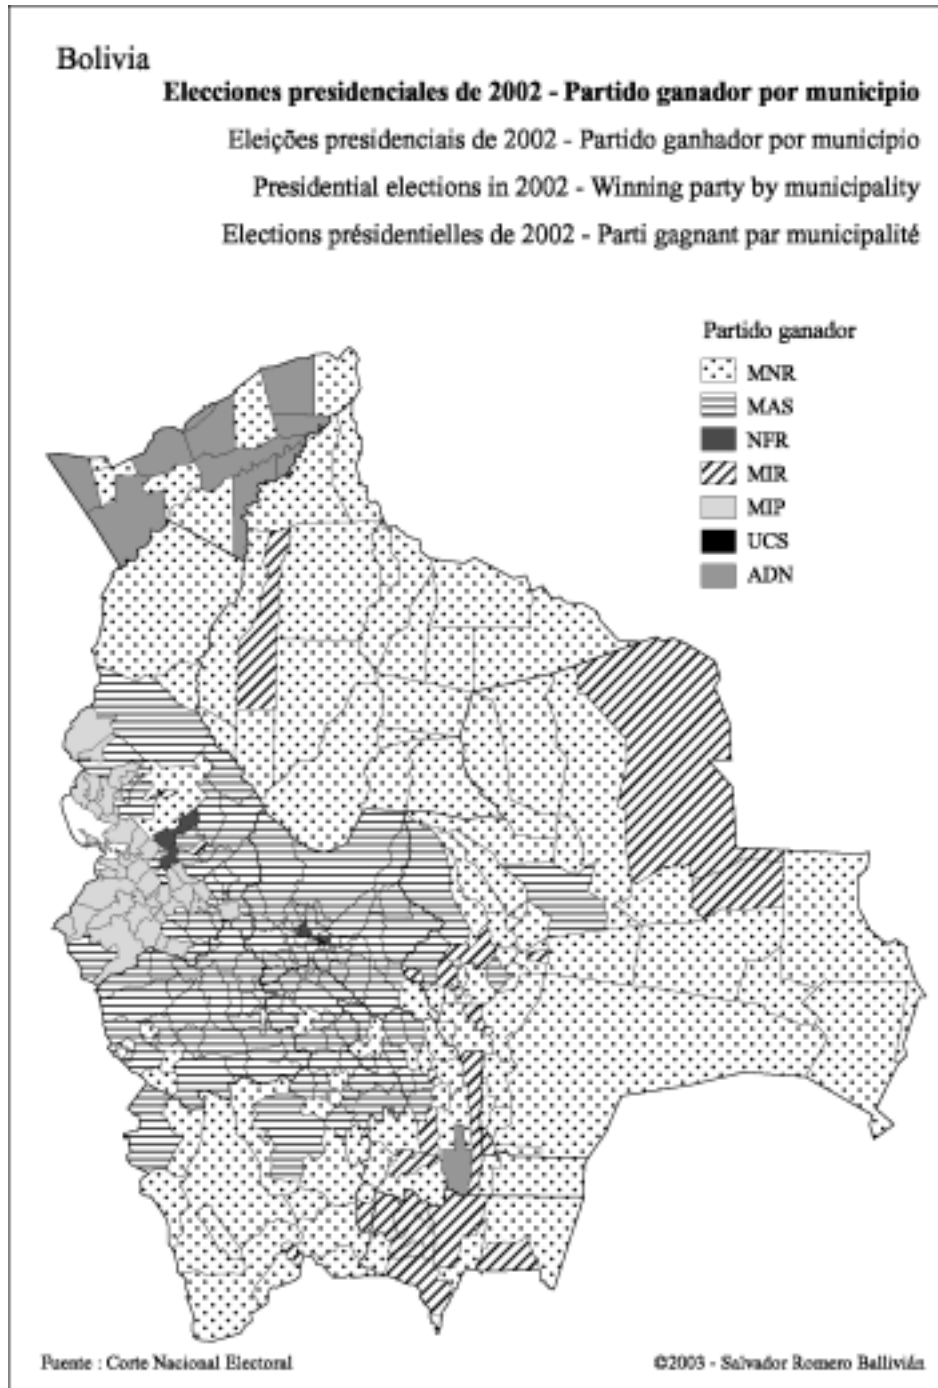 Bolivia
Elecciones presidenciales de 2002 - Partido ganador por municipio
Eleições presidenciais de 2002 - Partido ganhador por município
Presidential elections in 2002 - Winning party by municipality
Elections présidentielles de 2002 - Parti gagnant par municipalité
Partido ganador
MNR
MAS
NFR
MIR
MIP
UCS
ADN
Fuente : Corte Nacional Electoral
©2003 - Salvador Romero Ballivián